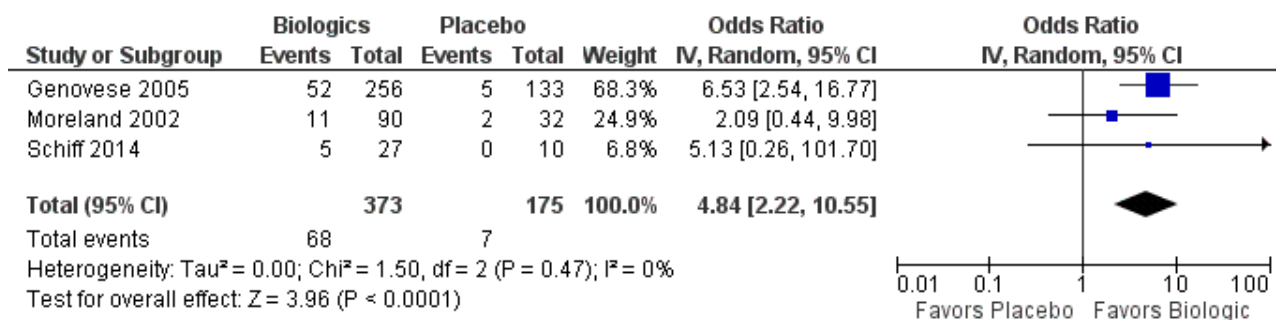 Biologics Placebo Odds Ratio Odds Ratio
Study or Subgroup Events Total Events Total Weight IV, Random, 95% CI IV, Random, 95% CI
Genovese 2005 52 256 5 133 68.3% 6.53 [2.54, 16.77]
Moreland 2002 11 90 2 32 24.9% 2.09 [0.44, 9.98]
Schiff 2014 5 27 0 10 6.8% 5.13 [0.26, 101.70]
Total (95% CI) 373 175 100.0% 4.84 [2.22, 10.55]
Total events 68 7
Heterogeneity: Tau² = 0.00; Chi² = 1.50, df = 2 (P = 0.47); I² = 0%
Test for overall effect: Z = 3.96 (P < 0.0001)
0.01 0.1 1 10 100
Favors Placebo Favors Biologic